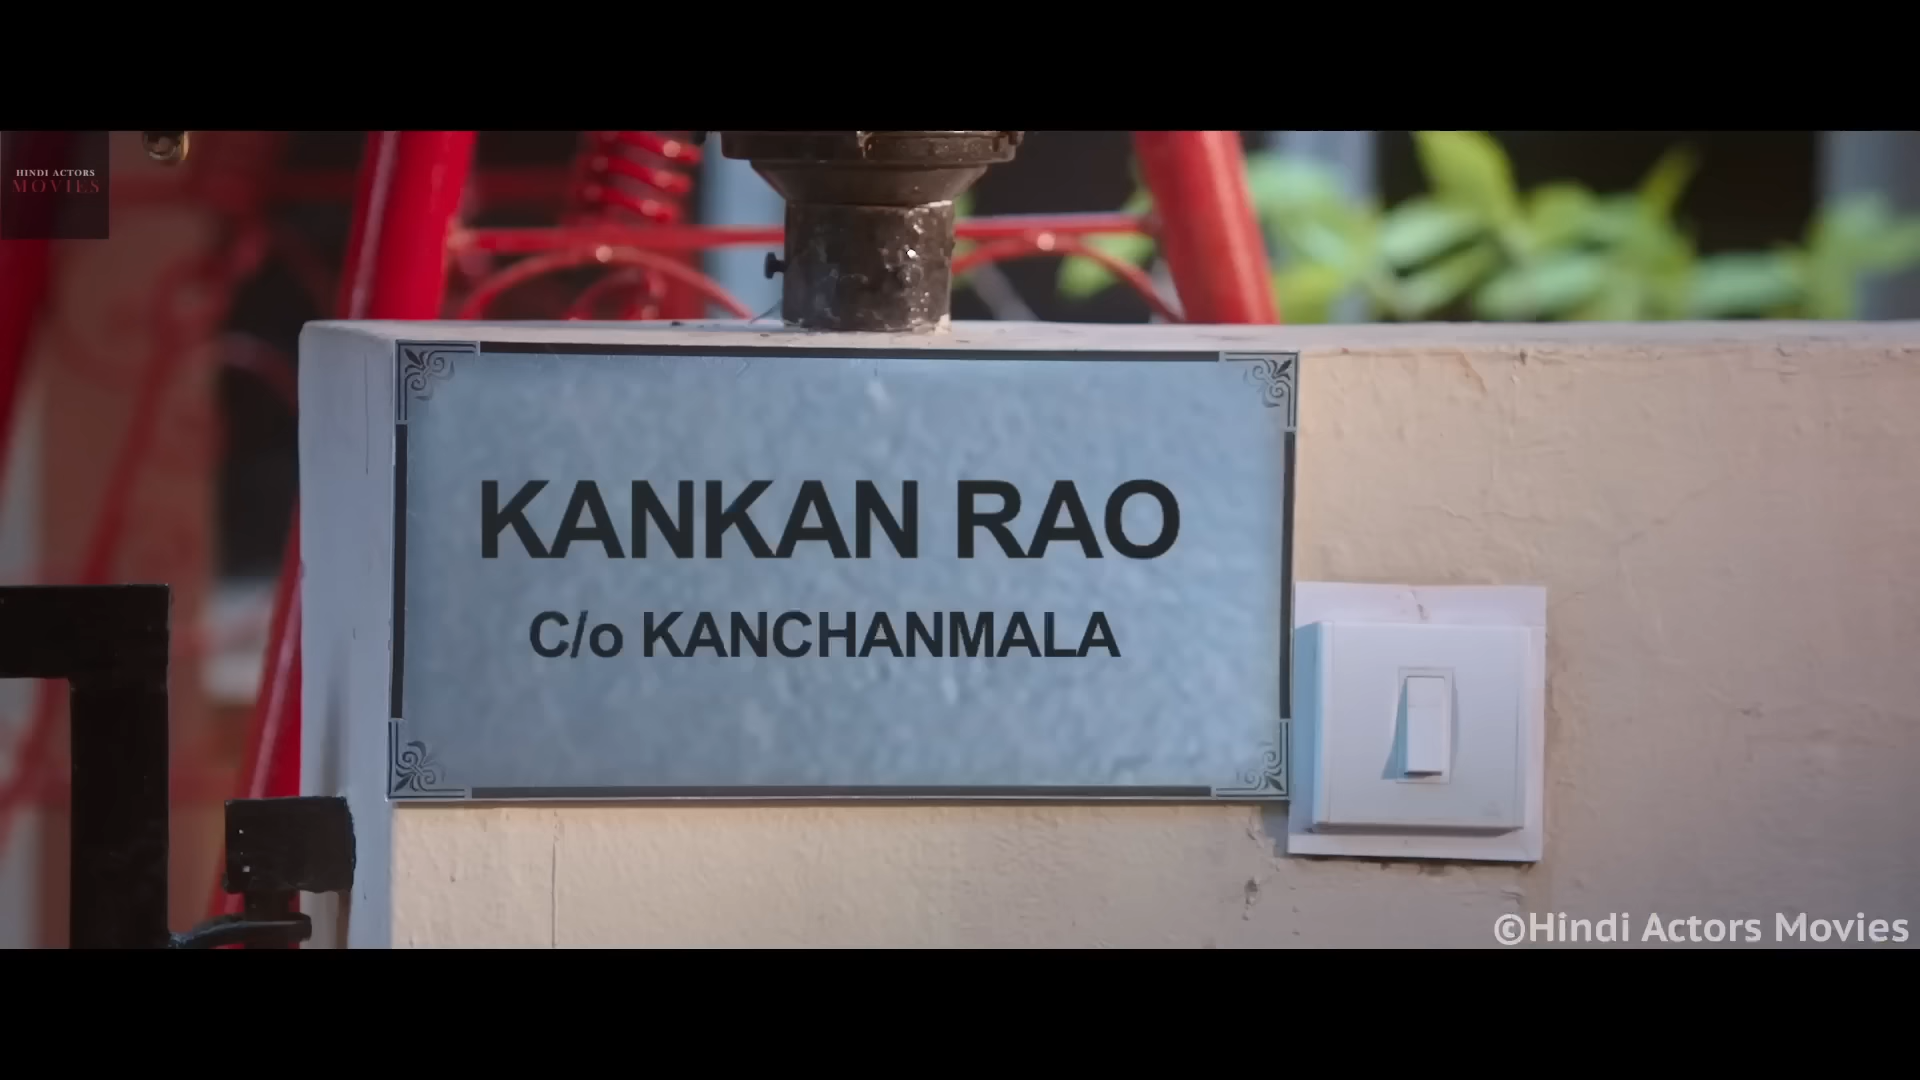 HINDI ACTORS
MOVIES
KANKAN RAO
C/o KANCHANMALA
©Hindi Actors Movies